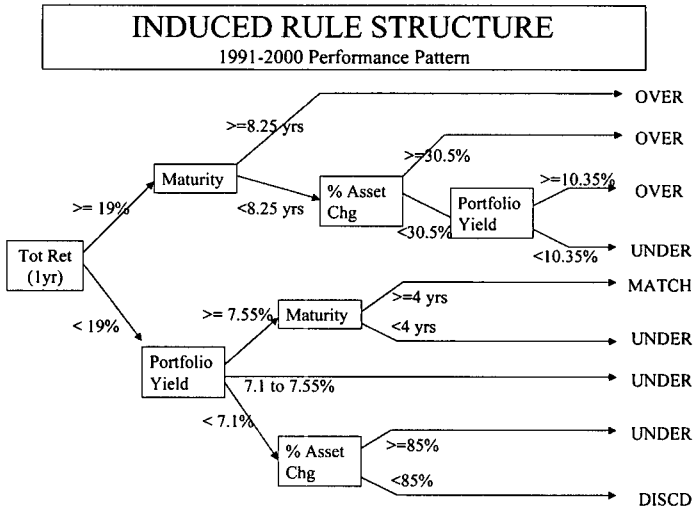 INDUCED RULE STRUCTURE
1991-2000 Performance Pattern
OVER
>=8.25 yrs
OVER
>=30.5%
Maturity
>=10.35%
% Asset
Chg
Portfolio
Yield
OVER
>= 19%
<8.25 yrs
<30.5%
Tot Ret
(1yr)
<10.35%
UNDER
MATCH
>=4 yrs
>= 7.55%
Maturity
< 19%
<4 yrs
UNDER
Portfolio
Yield
7.1 to 7.55%
UNDER
< 7.1%
UNDER
% Asset
Chg
>=85%
<85%
DISCD